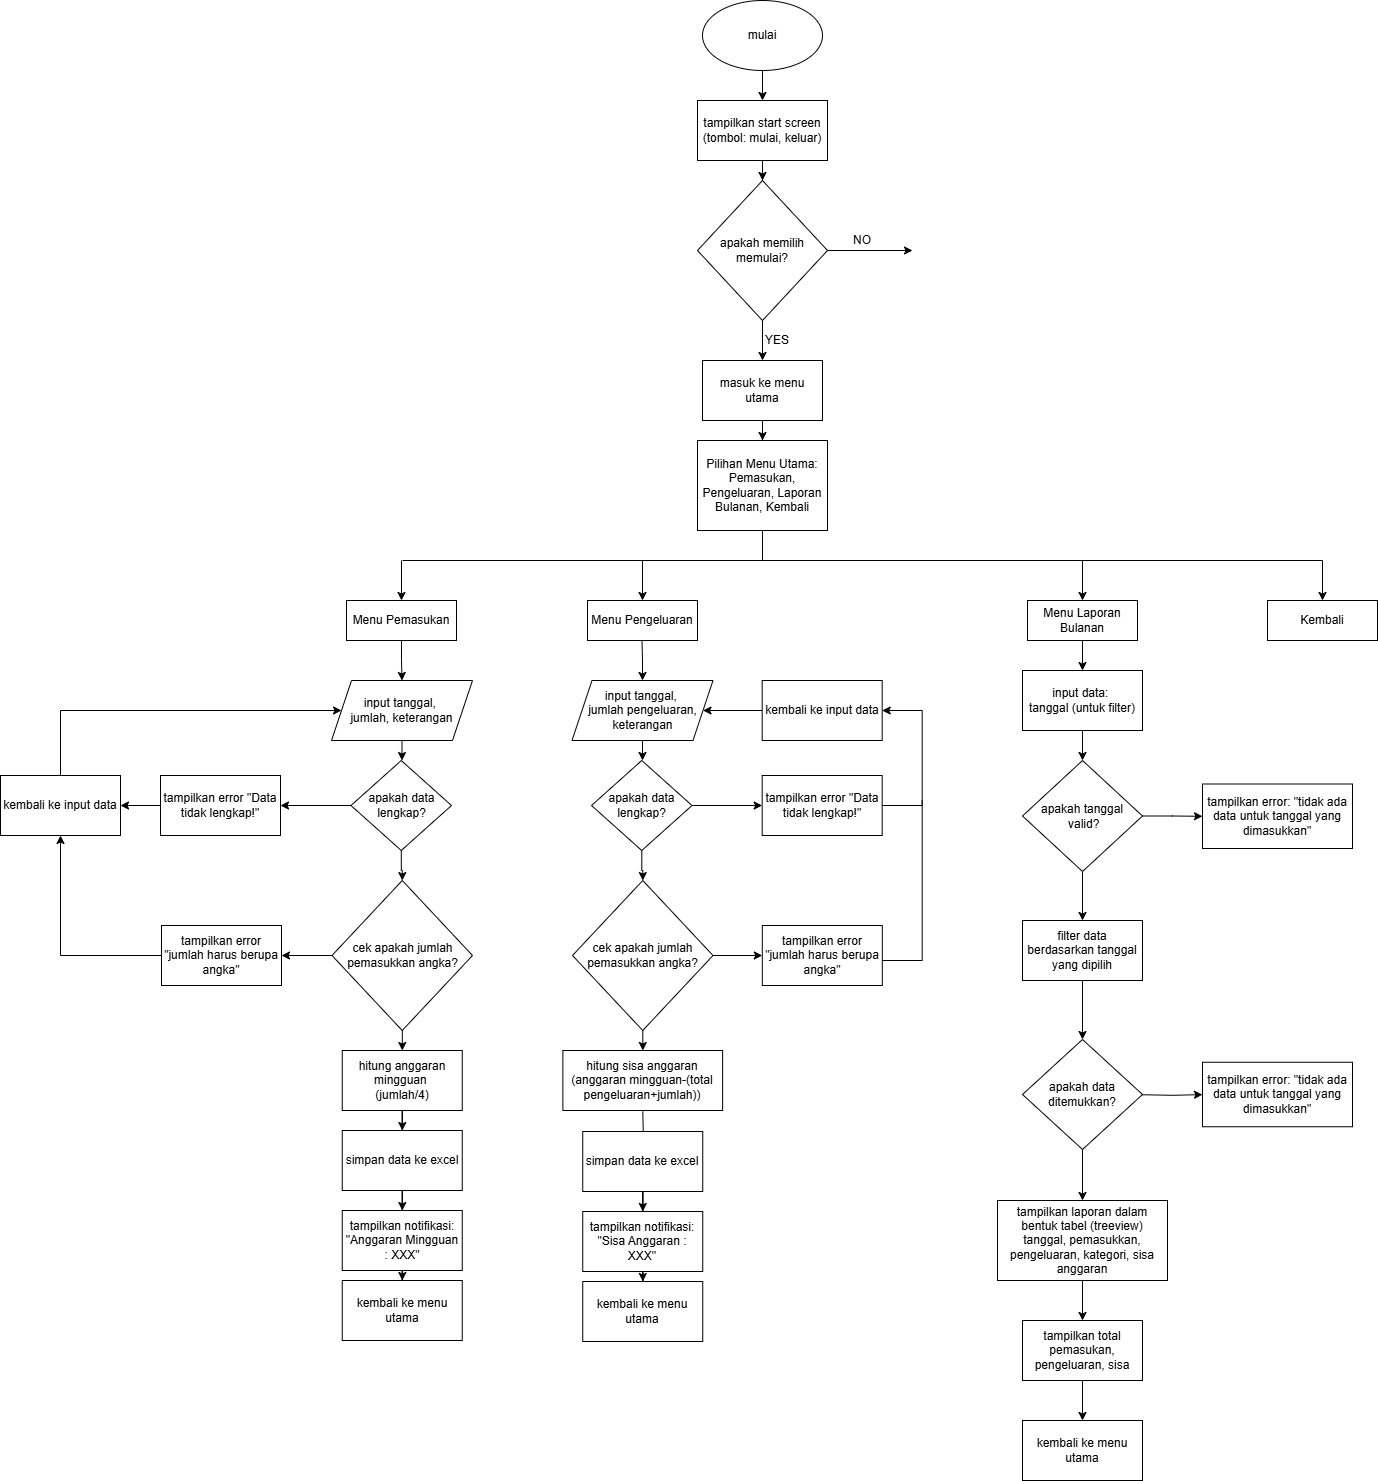 mulai
tampilkan start screen
(tombol: mulai, keluar)
apakah memilih
memulai?
NO
YES
masuk ke menu
utama
Pilihan Menu Utama:
Pemasukan,
Pengeluaran, Laporan
Bulanan, Kembali
Menu Pemasukan
input tanggal,
jumlah, keterangan
apakah data
lengkap?
tampilkan error "Data
tidak lengkap!"
kembali ke input data
cek apakah jumlah
pemasukkan angka?
tampilkan error
"jumlah harus berupa
angka"
hitung anggaran
mingguan
(jumlah/4)
simpan data ke excel
tampilkan notifikasi:
"Anggaran Mingguan
: XXX"
kembali ke menu
utama
Menu Pengeluaran
input tanggal,
jumlah pengeluaran,
keterangan
kembali ke input data
apakah data
lengkap?
tampilkan error "Data
tidak lengkap!"
cek apakah jumlah
pemasukkan angka?
tampilkan error
"jumlah harus berupa
angka"
hitung sisa anggaran
(anggaran mingguan-(total
pengeluaran+jumlah))
simpan data ke excel
tampilkan notifikasi:
"Sisa Anggaran :
XXX"
kembali ke menu
utama
Menu Laporan
Bulanan
input data:
tanggal (untuk filter)
apakah tanggal
valid?
tampilkan error: "tidak ada
data untuk tanggal yang
dimasukkan"
filter data
berdasarkan tanggal
yang dipilih
apakah data
ditemukkan?
tampilkan error: "tidak ada
data untuk tanggal yang
dimasukkan"
tampilkan laporan dalam
bentuk tabel (treeview)
tanggal, pemasukkan,
pengeluaran, kategori, sisa
anggaran
tampilkan total
pemasukan,
pengeluaran, sisa
kembali ke menu
utama
Kembali